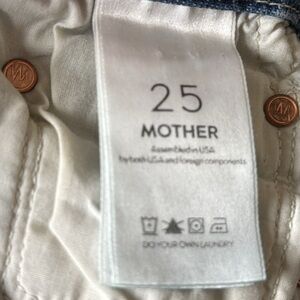 25
MOTHER
Assembled in USA
by both USA and foreign components
DO YOUR OWN LAUNDRY